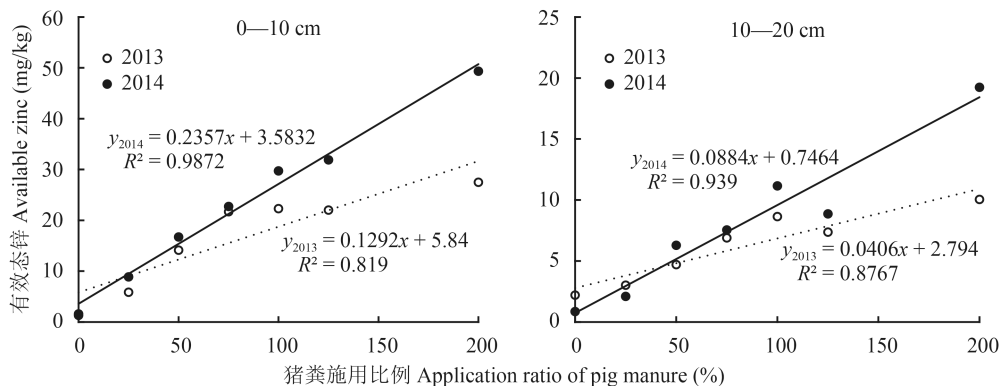 有效态锌 Available zinc (mg/kg)
60
50
40
30
20
10
0
0—10 cm
2013
2014
y2014 = 0.2357x + 3.5832
R² = 0.9872
y2013 = 0.1292x + 5.84
R² = 0.819
0 50 100 150 200
25
20
15
10
5
0
10—20 cm
2013
2014
y2014 = 0.0884x + 0.7464
R² = 0.939
y2013 = 0.0406x + 2.794
R² = 0.8767
0 50 100 150 200
猪粪施用比例 Application ratio of pig manure (%)